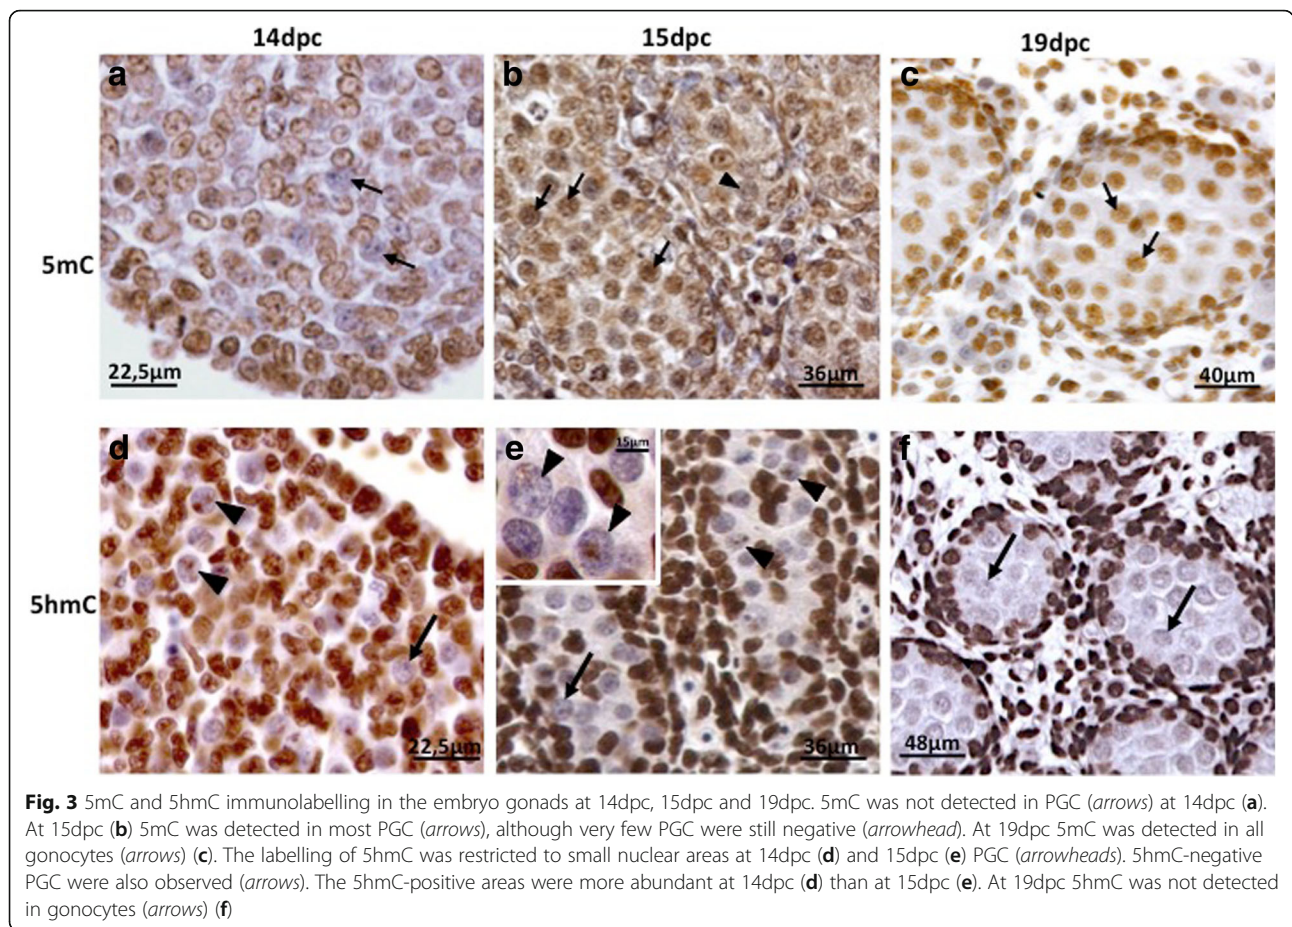 14dpc
15dpc
19dpc
a
b
c
5mC
22,5μm
36μm
40μm
d
e
15μm
f
5hmC
22,5μm
36μm
48μm
Fig. 3 5mC and 5hmC immunolabelling in the embryo gonads at 14dpc, 15dpc and 19dpc. 5mC was not detected in PGC (arrows) at 14dpc (a).
At 15dpc (b) 5mC was detected in most PGC (arrows), although very few PGC were still negative (arrowhead). At 19dpc 5mC was detected in all
gonocytes (arrows) (c). The labelling of 5hmC was restricted to small nuclear areas at 14dpc (d) and 15dpc (e) PGC (arrowheads). 5hmC-negative
PGC were also observed (arrows). The 5hmC-positive areas were more abundant at 14dpc (d) than at 15dpc (e). At 19dpc 5hmC was not detected
in gonocytes (arrows) (f)